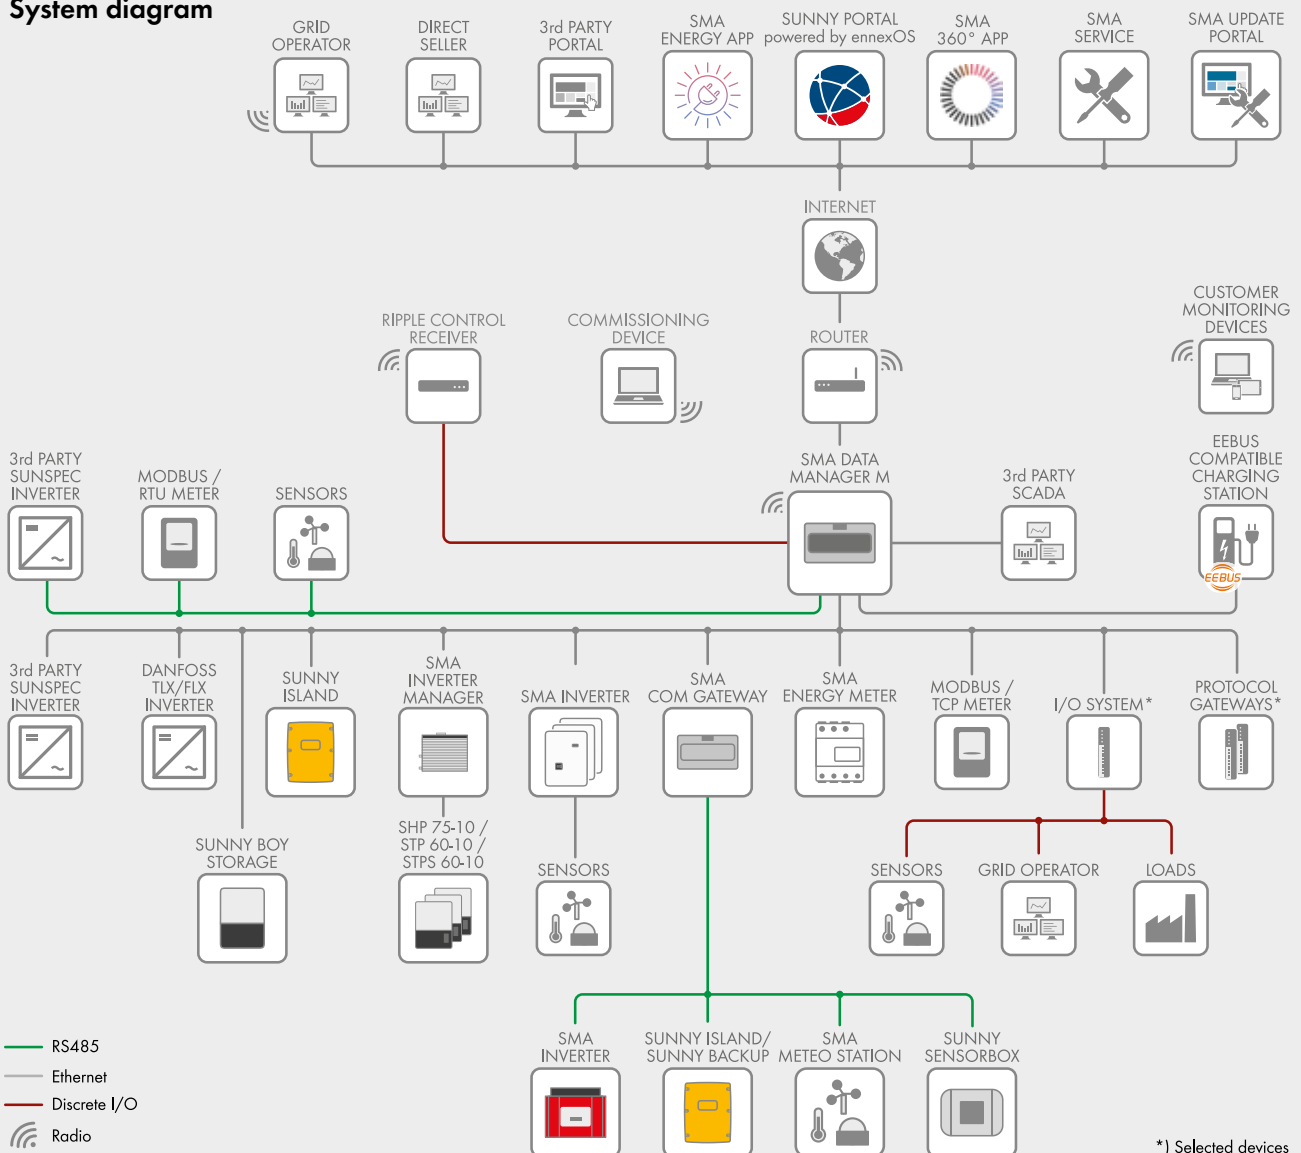 System diagram
GRID
OPERATOR
DIRECT
SELLER
3rd PARTY
PORTAL
SMA
ENERGY APP
SUNNY PORTAL
powered by ennexOS
SMA
360° APP
SMA
SERVICE
SMA UPDATE
PORTAL
INTERNET
RIPPLE CONTROL
RECEIVER
COMMISSIONING
DEVICE
ROUTER
CUSTOMER
MONITORING
DEVICES
3rd PARTY
SUNSPEC
INVERTER
MODBUS /
RTU METER
SENSORS
SMA DATA
MANAGER M
3rd PARTY
SCADA
EEBUS
COMPATIBLE
CHARGING
STATION
EEBUS
3rd PARTY
SUNSPEC
INVERTER
DANFOSS
TLX/FLX
INVERTER
SUNNY
ISLAND
SMA
INVERTER
MANAGER
SMA INVERTER
SMA
COM GATEWAY
SMA
ENERGY METER
MODBUS /
TCP METER
I/O SYSTEM*
PROTOCOL
GATEWAYS*
SUNNY BOY
STORAGE
SHP 75-10 /
STP 60-10 /
STPS 60-10
SENSORS
SENSORS
GRID OPERATOR
LOADS
SMA
INVERTER
SUNNY ISLAND/
SUNNY BACKUP
SMA
METEO STATION
SUNNY
SENSORBOX
RS485
Ethernet
Discrete I/O
Radio
*) Selected devices